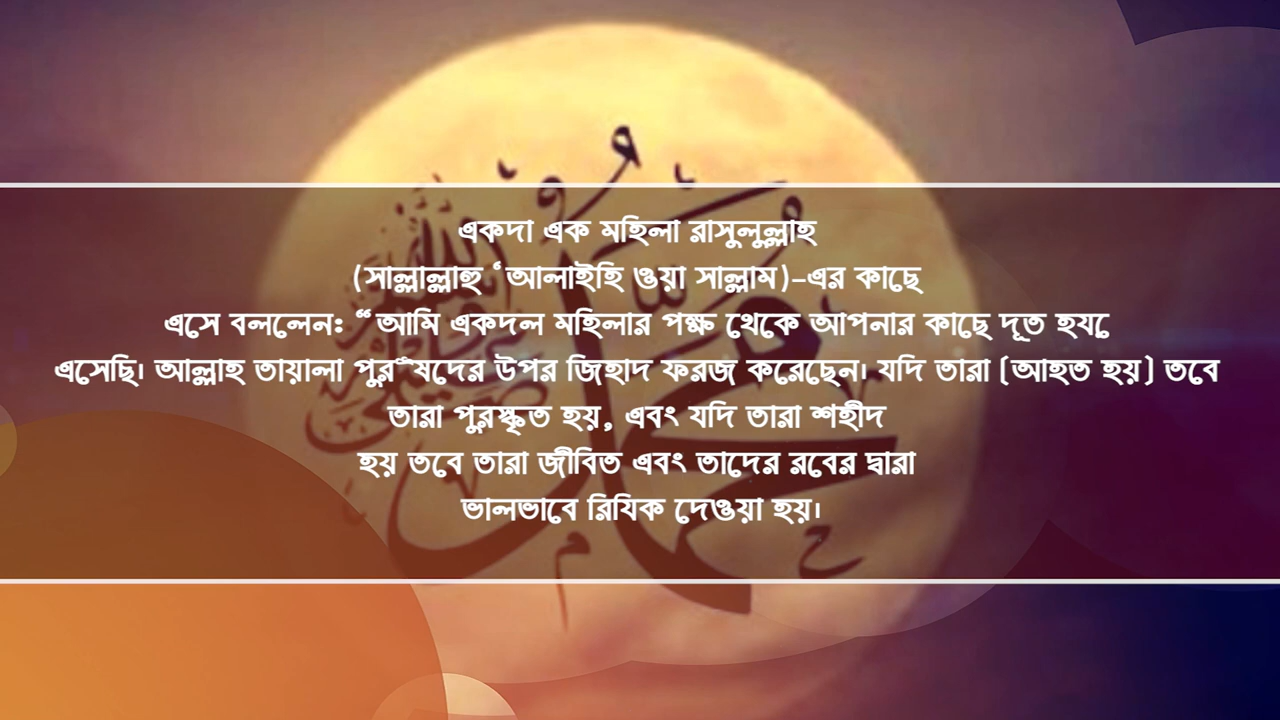 একদা এক মহিলা রাসুলুল্লাহ
(সাল্লাল্লাহু ‘আলাইহি ওয়া সাল্লাম)-এর কাছে
এসে বললেনঃ “আমি একদল মহিলার পক্ষ থেকে আপনার কাছে দূত হযে
এসেছি। আল্লাহ তায়ালা পুর“ষদের উপর জিহাদ ফরজ করেছেন। যদি তারা [আহত হয়] তবে
তারা পুরস্কৃত হয়, এবং যদি তারা শহীদ
হয় তবে তারা জীবিত এবং তাদের রবের দ্বারা
ভালভাবে রিযিক দেওয়া হয়।
محمد